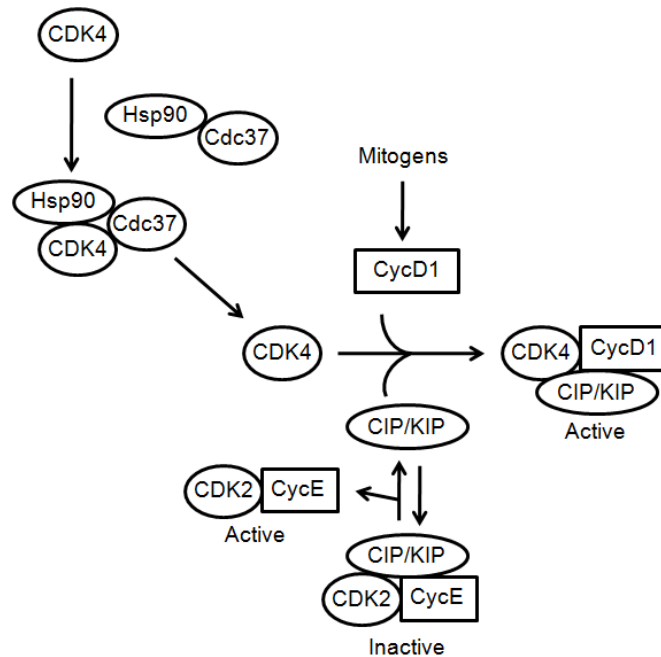 CDK4
Hsp90
Cdc37
Mitogens
Hsp90
Cdc37
CDK4
CycD1
CDK4
CDK4
CycD1
CIP/KIP
Active
CIP/KIP
CDK2
CycE
Active
CIP/KIP
CDK2
CycE
Inactive